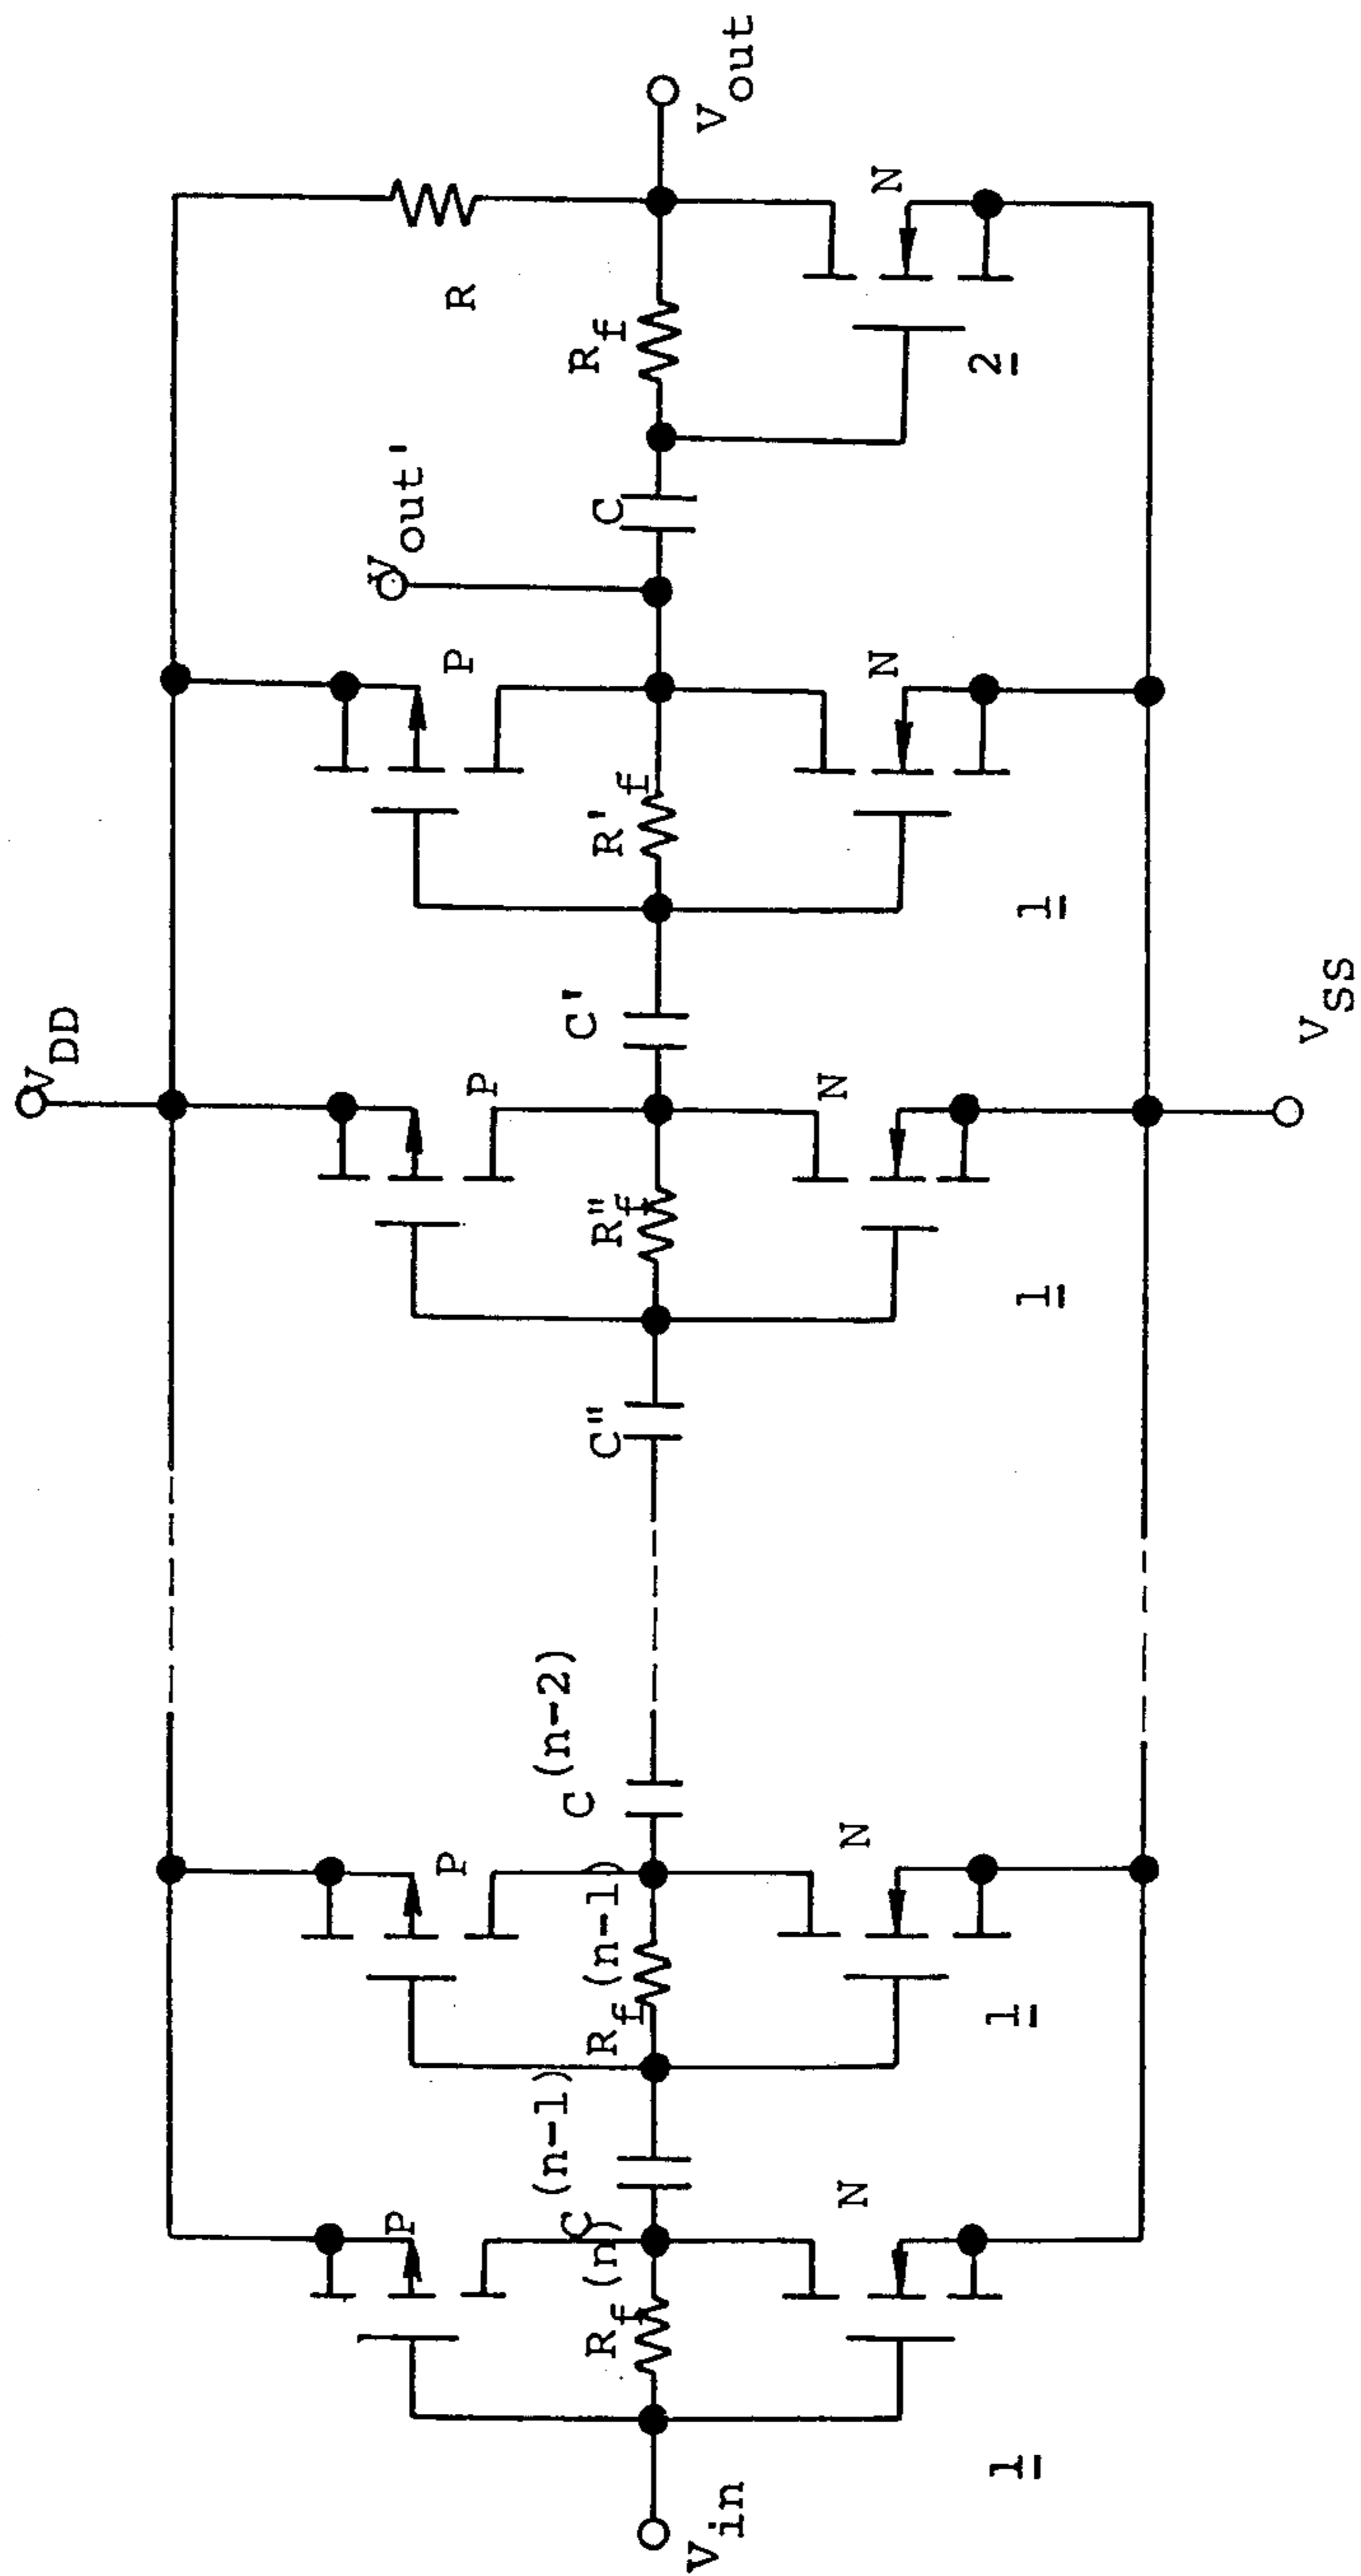 V_DD
P
P
P
P
R
V_out'
V_in
R_f^(n)
C^(n-1)
R_f^(n-1)
C^(n-2)
C"
R"_f
C'
R'_f
C
R_f
V_out
N
N
N
N
N
1
1
1
1
2
V_SS